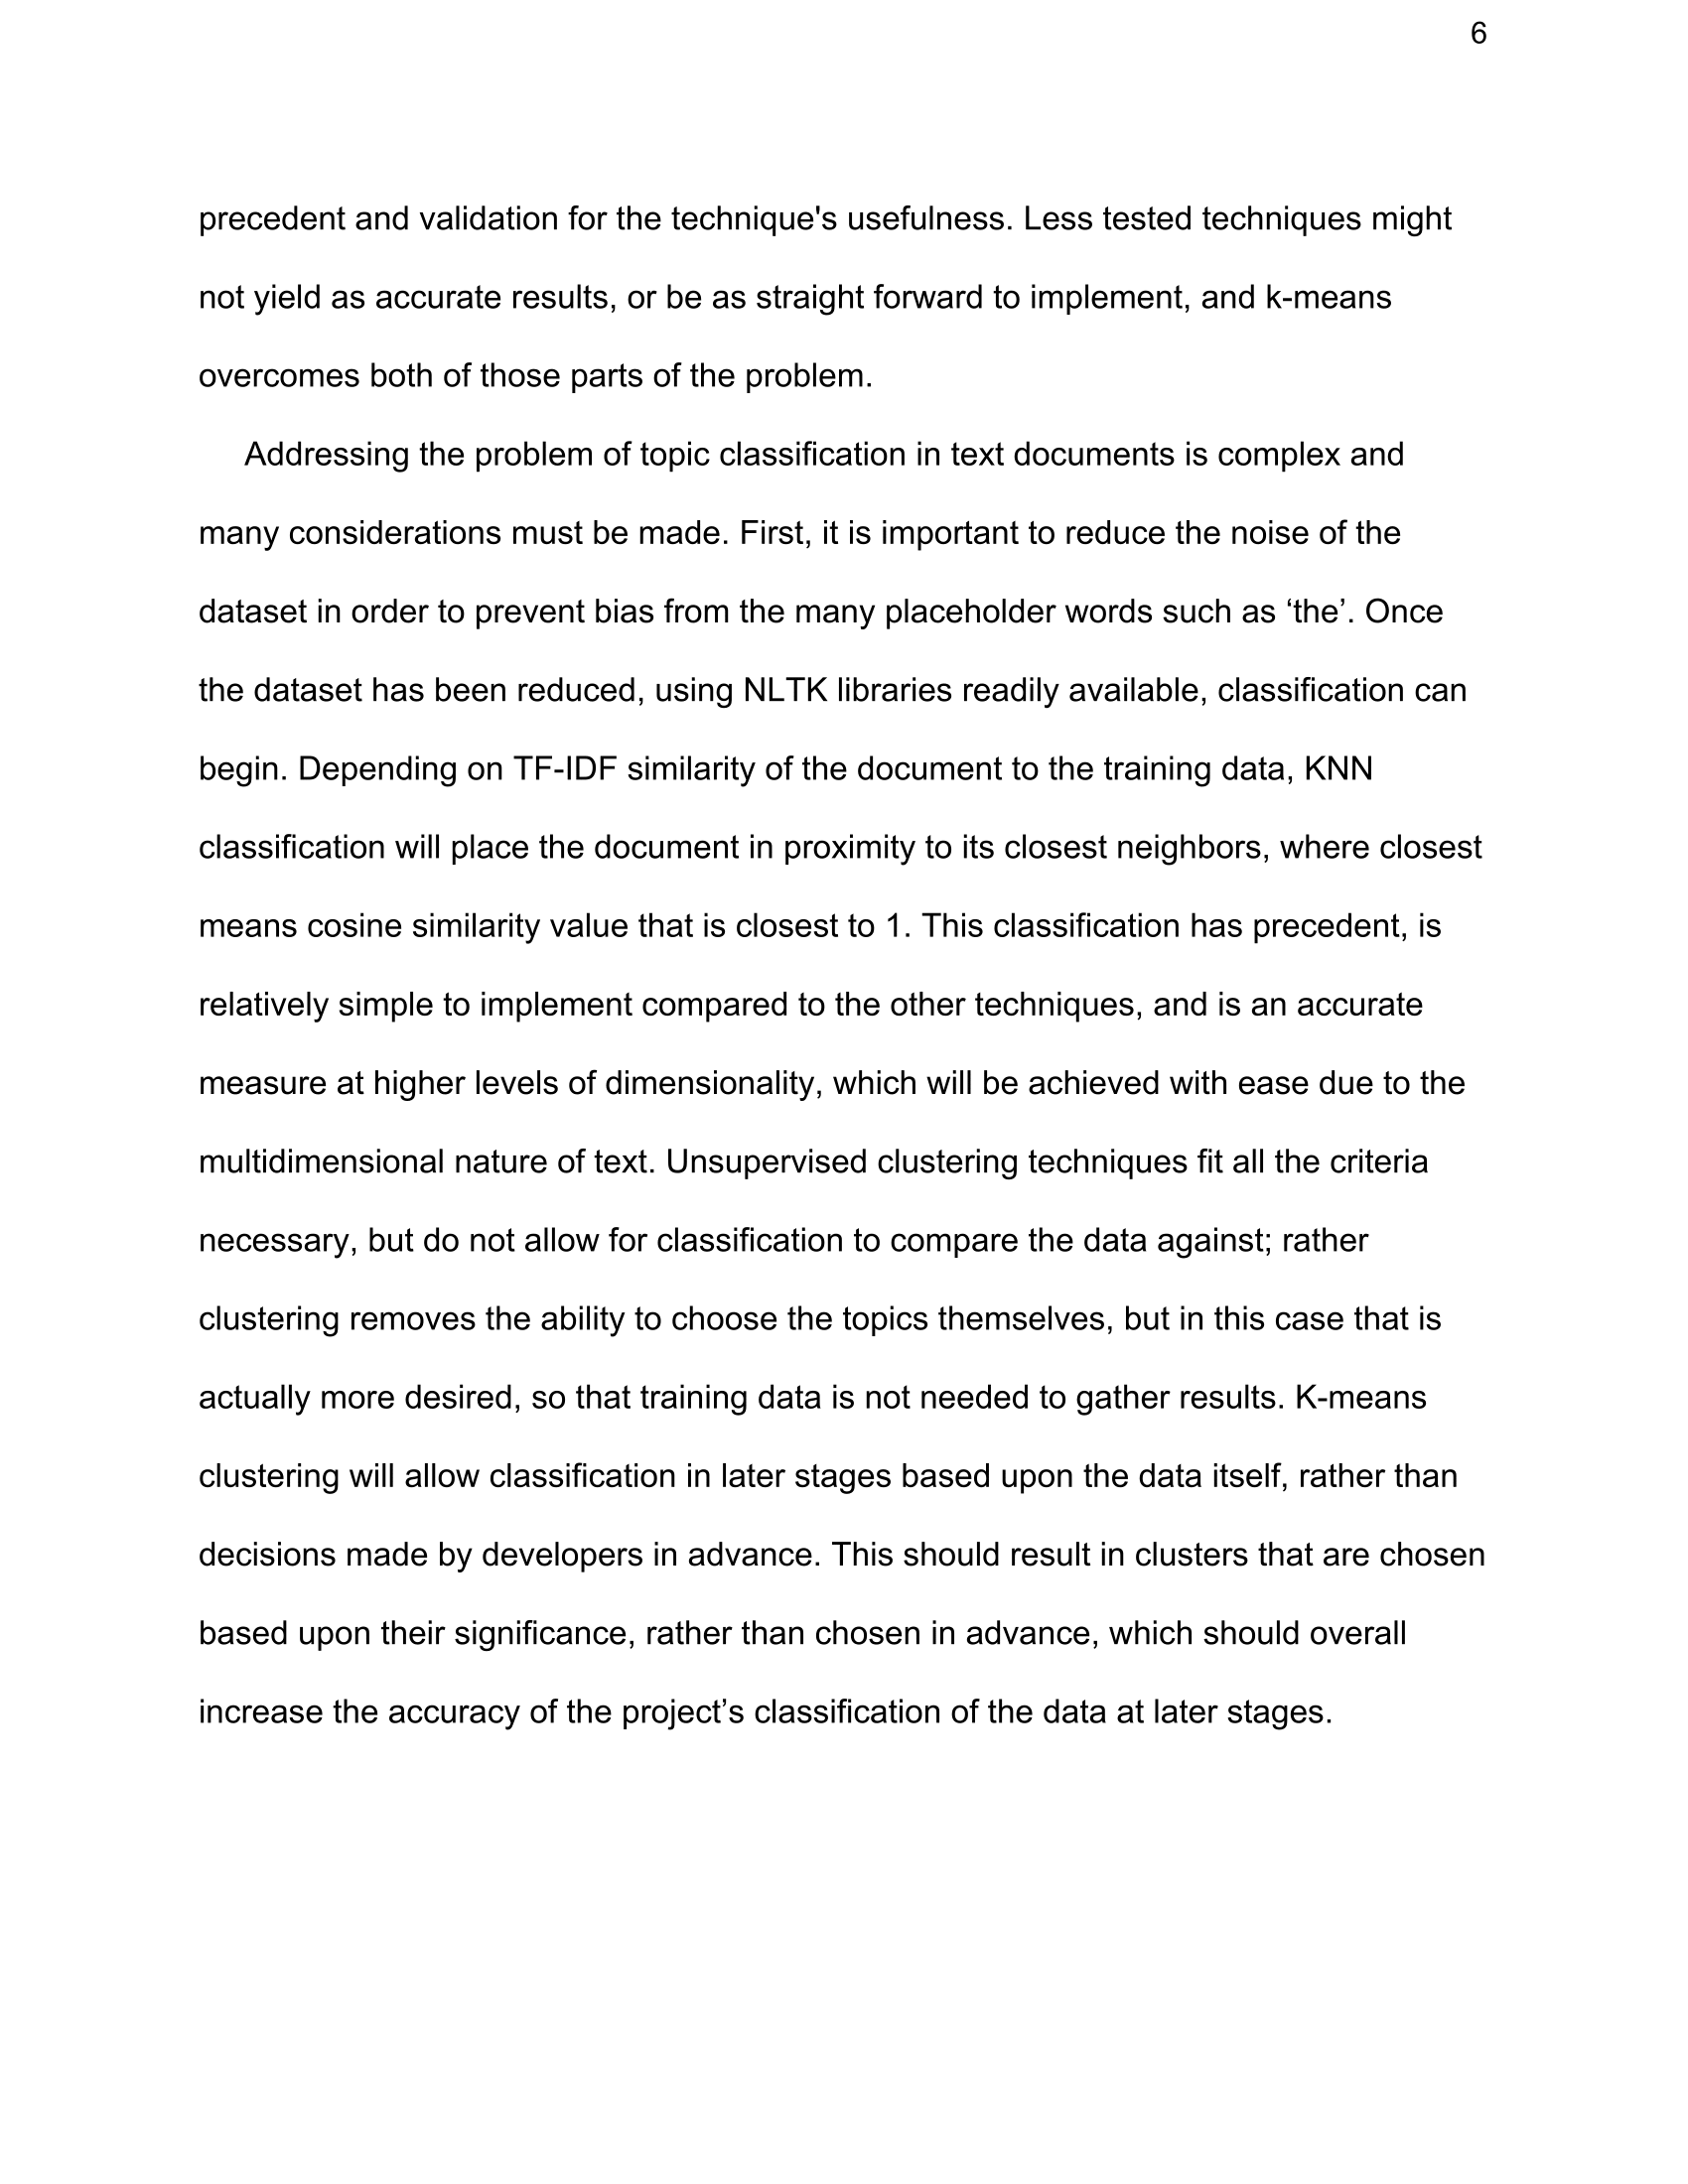 6
precedent and validation for the technique's usefulness. Less tested techniques might
not yield as accurate results, or be as straight forward to implement, and k-means
overcomes both of those parts of the problem.
Addressing the problem of topic classification in text documents is complex and
many considerations must be made. First, it is important to reduce the noise of the
dataset in order to prevent bias from the many placeholder words such as ‘the’. Once
the dataset has been reduced, using NLTK libraries readily available, classification can
begin. Depending on TF-IDF similarity of the document to the training data, KNN
classification will place the document in proximity to its closest neighbors, where closest
means cosine similarity value that is closest to 1. This classification has precedent, is
relatively simple to implement compared to the other techniques, and is an accurate
measure at higher levels of dimensionality, which will be achieved with ease due to the
multidimensional nature of text. Unsupervised clustering techniques fit all the criteria
necessary, but do not allow for classification to compare the data against; rather
clustering removes the ability to choose the topics themselves, but in this case that is
actually more desired, so that training data is not needed to gather results. K-means
clustering will allow classification in later stages based upon the data itself, rather than
decisions made by developers in advance. This should result in clusters that are chosen
based upon their significance, rather than chosen in advance, which should overall
increase the accuracy of the project’s classification of the data at later stages.